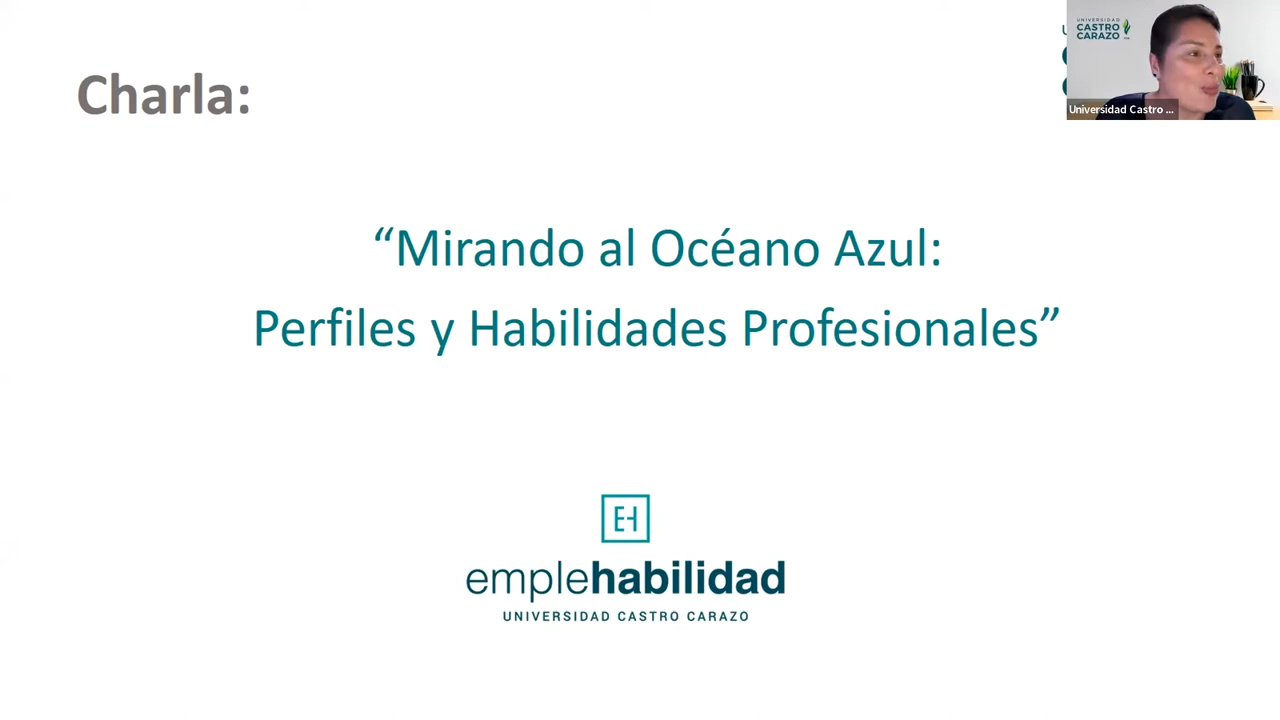 Charla:
“Mirando al Océano Azul:
Perfiles y Habilidades Profesionales”
EH
emplehabilidad
UNIVERSIDAD CASTRO CARAZO
UNIVERSIDAD
CASTRO
CARAZO
Universidad Castro ...